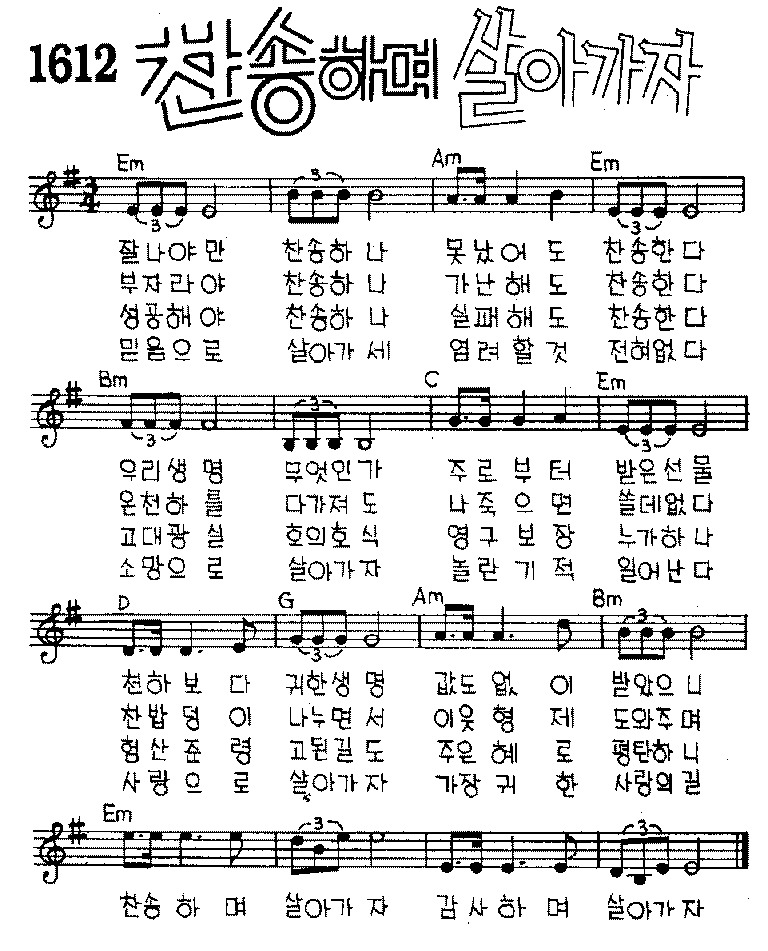 1612 찬송하며 살아가자
Em Am Em
3/4 3 3 3
잘나야만 찬송하나 못났어도 찬송한다
부자라야 찬송하나 가난해도 찬송한다
성공해야 찬송하나 실패해도 찬송한다
믿음으로 살아가세 염려할것 전혀없다
Bm C Em
3 3 3
우리생명 무엇인가 주로부터 받은선물
온천하를 다가져도 나죽으면 쓸데없다
고대광실 호의호식 영구보장 누가하나
소망으로 살아가자 놀란기적 일어난다
D G Am Bm
3 3
천하보다 귀한생명 값도없이 받았으니
찬밥덩이 나누면서 이웃형제 도와주며
험산준령 고된길도 주은혜로 평탄하니
사랑으로 살아가자 가장귀한 사랑의길
Em
3 3
찬송하며 살아가자 감사하며 살아가자